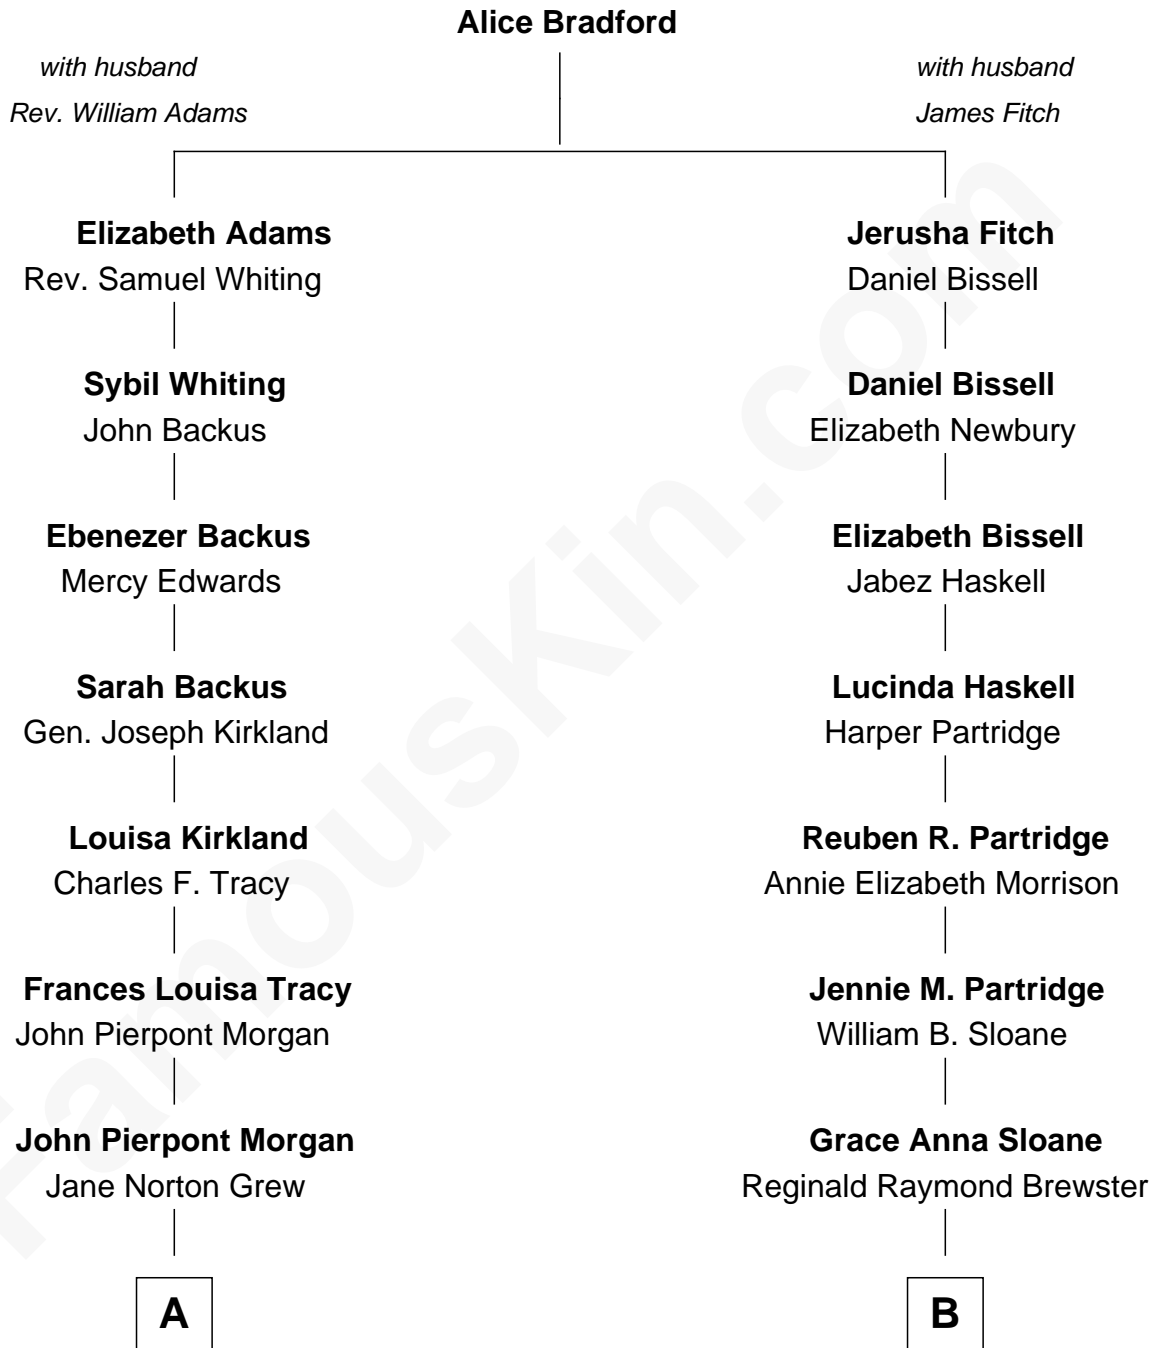 Alice Bradford
with husband
Rev. William Adams
with husband
James Fitch
Elizabeth Adams
Rev. Samuel Whiting
Jerusha Fitch
Daniel Bissell
Sybil Whiting
John Backus
Daniel Bissell
Elizabeth Newbury
Ebenezer Backus
Mercy Edwards
Elizabeth Bissell
Jabez Haskell
Sarah Backus
Gen. Joseph Kirkland
Lucinda Haskell
Harper Partridge
Louisa Kirkland
Charles F. Tracy
Reuben R. Partridge
Annie Elizabeth Morrison
Frances Louisa Tracy
John Pierpont Morgan
Jennie M. Partridge
William B. Sloane
John Pierpont Morgan
Jane Norton Grew
Grace Anna Sloane
Reginald Raymond Brewster
A
B
FamousKin.com